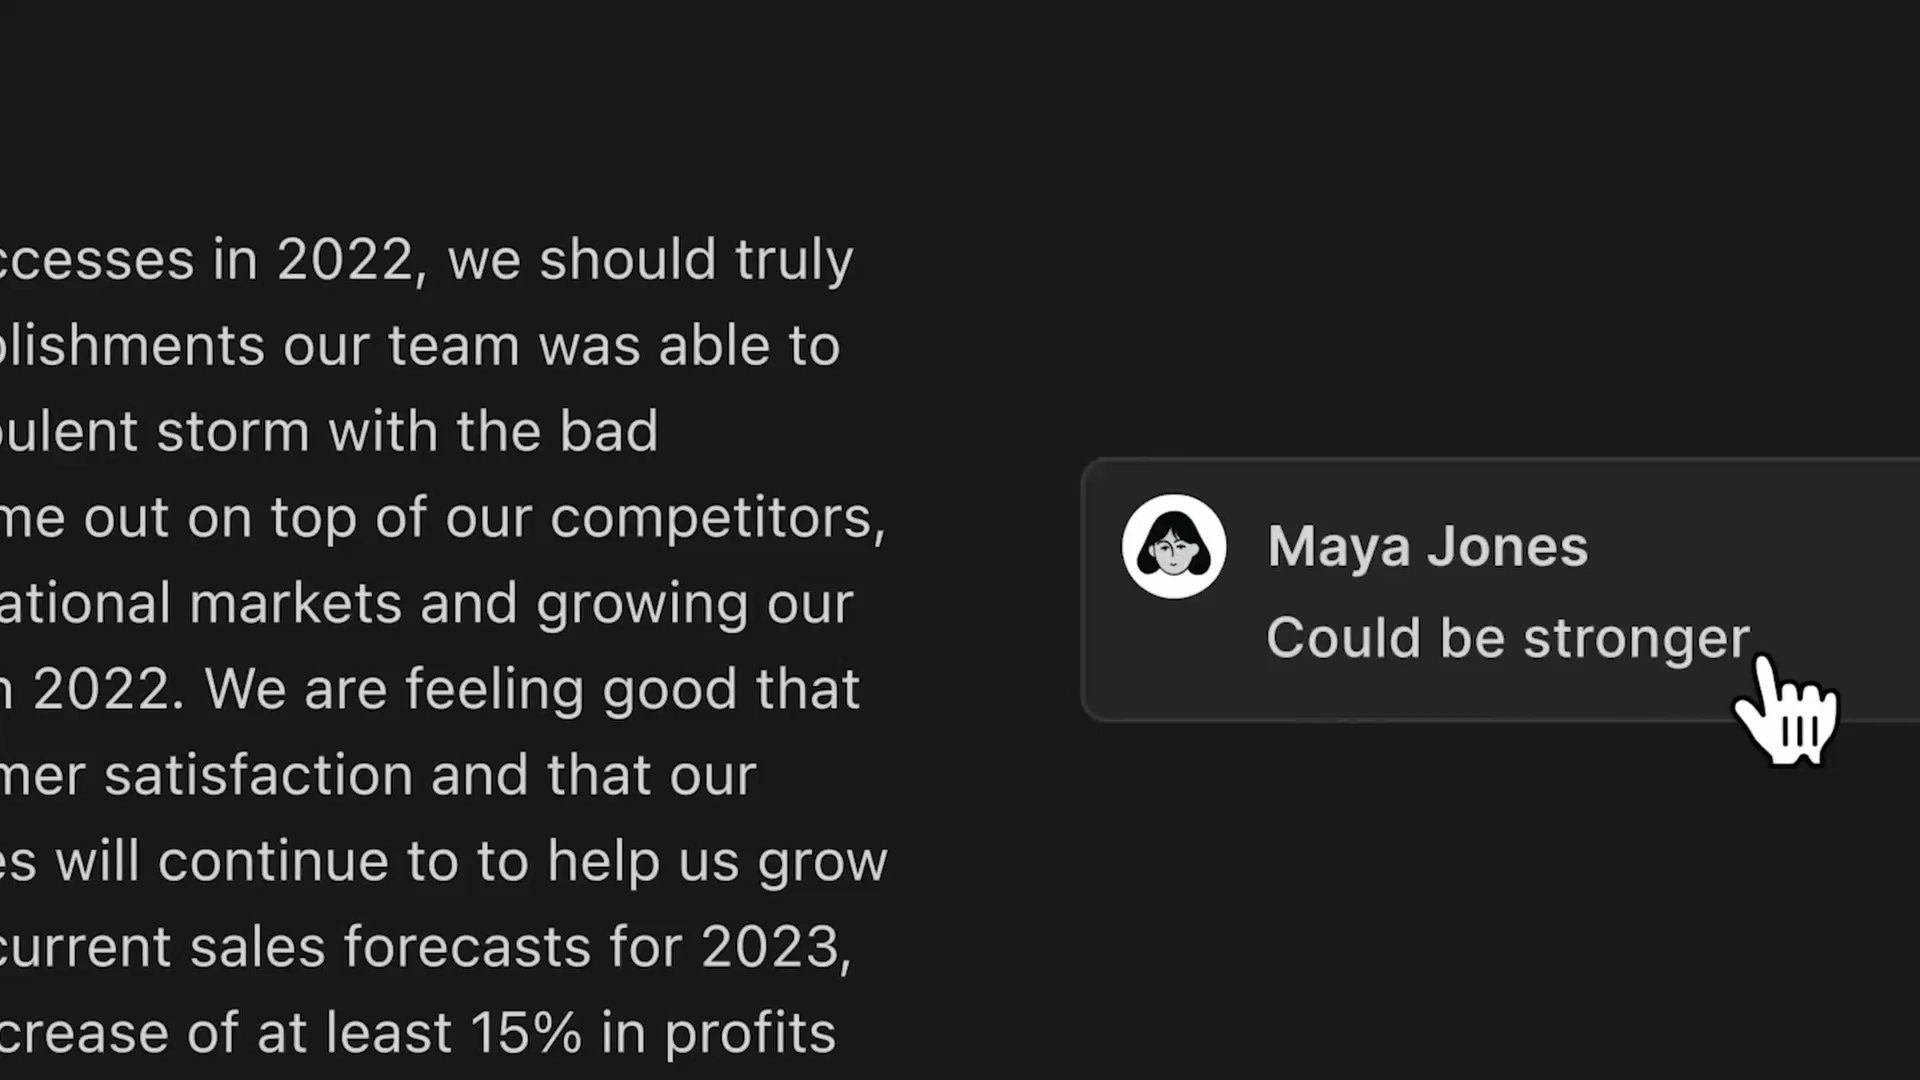 ccesses in 2022, we should truly
lishments our team was able to
ulent storm with the bad
me out on top of our competitors,
ational markets and growing our
n 2022. We are feeling good that
mer satisfaction and that our
es will continue to to help us grow
current sales forecasts for 2023,
crease of at least 15% in profits
Maya Jones
Could be stronger